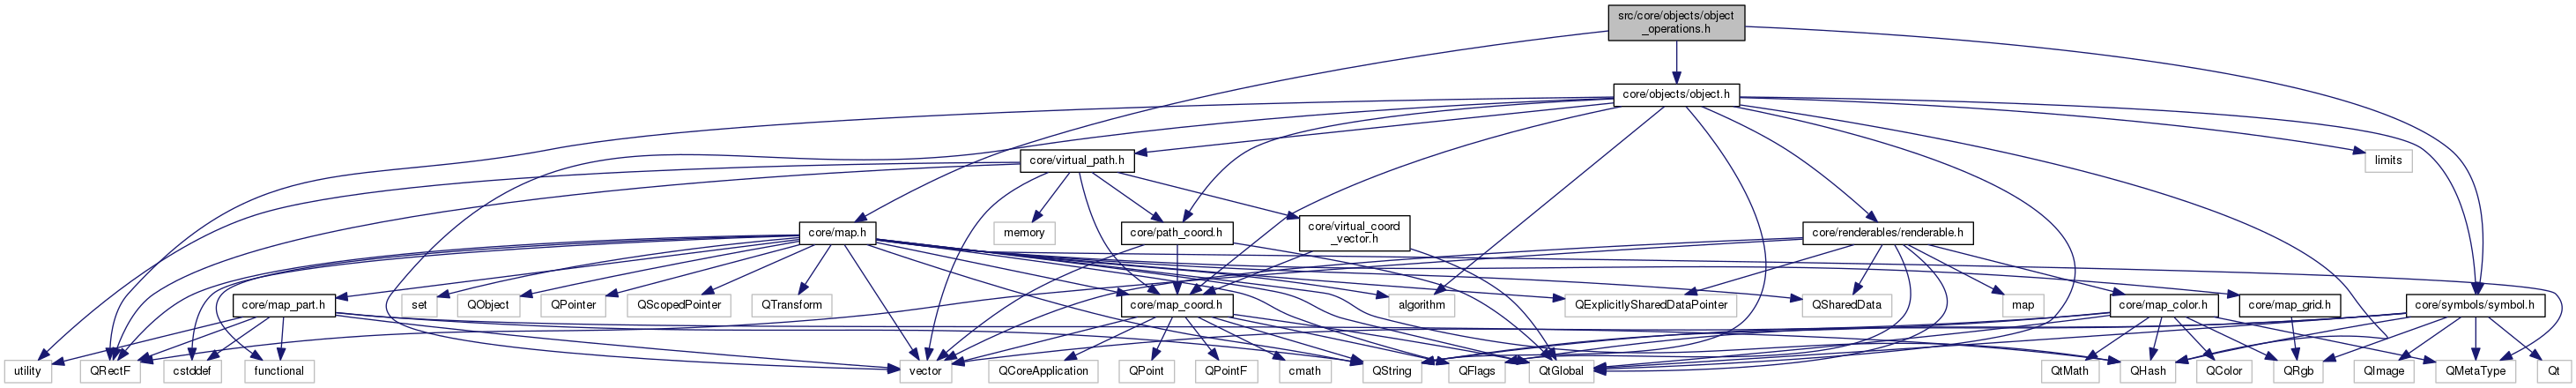 src/core/objects/object
_operations.h
core/objects/object.h
core/virtual_path.h
limits
core/map.h
memory
core/path_coord.h
core/virtual_coord
_vector.h
core/renderables/renderable.h
core/map_part.h
set
QObject
QPointer
QScopedPointer
QTransform
core/map_coord.h
algorithm
QExplicitlySharedDataPointer
QSharedData
map
core/map_color.h
core/map_grid.h
core/symbols/symbol.h
utility
QRectF
cstddef
functional
vector
QCoreApplication
QPoint
QPointF
cmath
QString
QFlags
QtGlobal
QtMath
QHash
QColor
QRgb
QImage
QMetaType
Qt